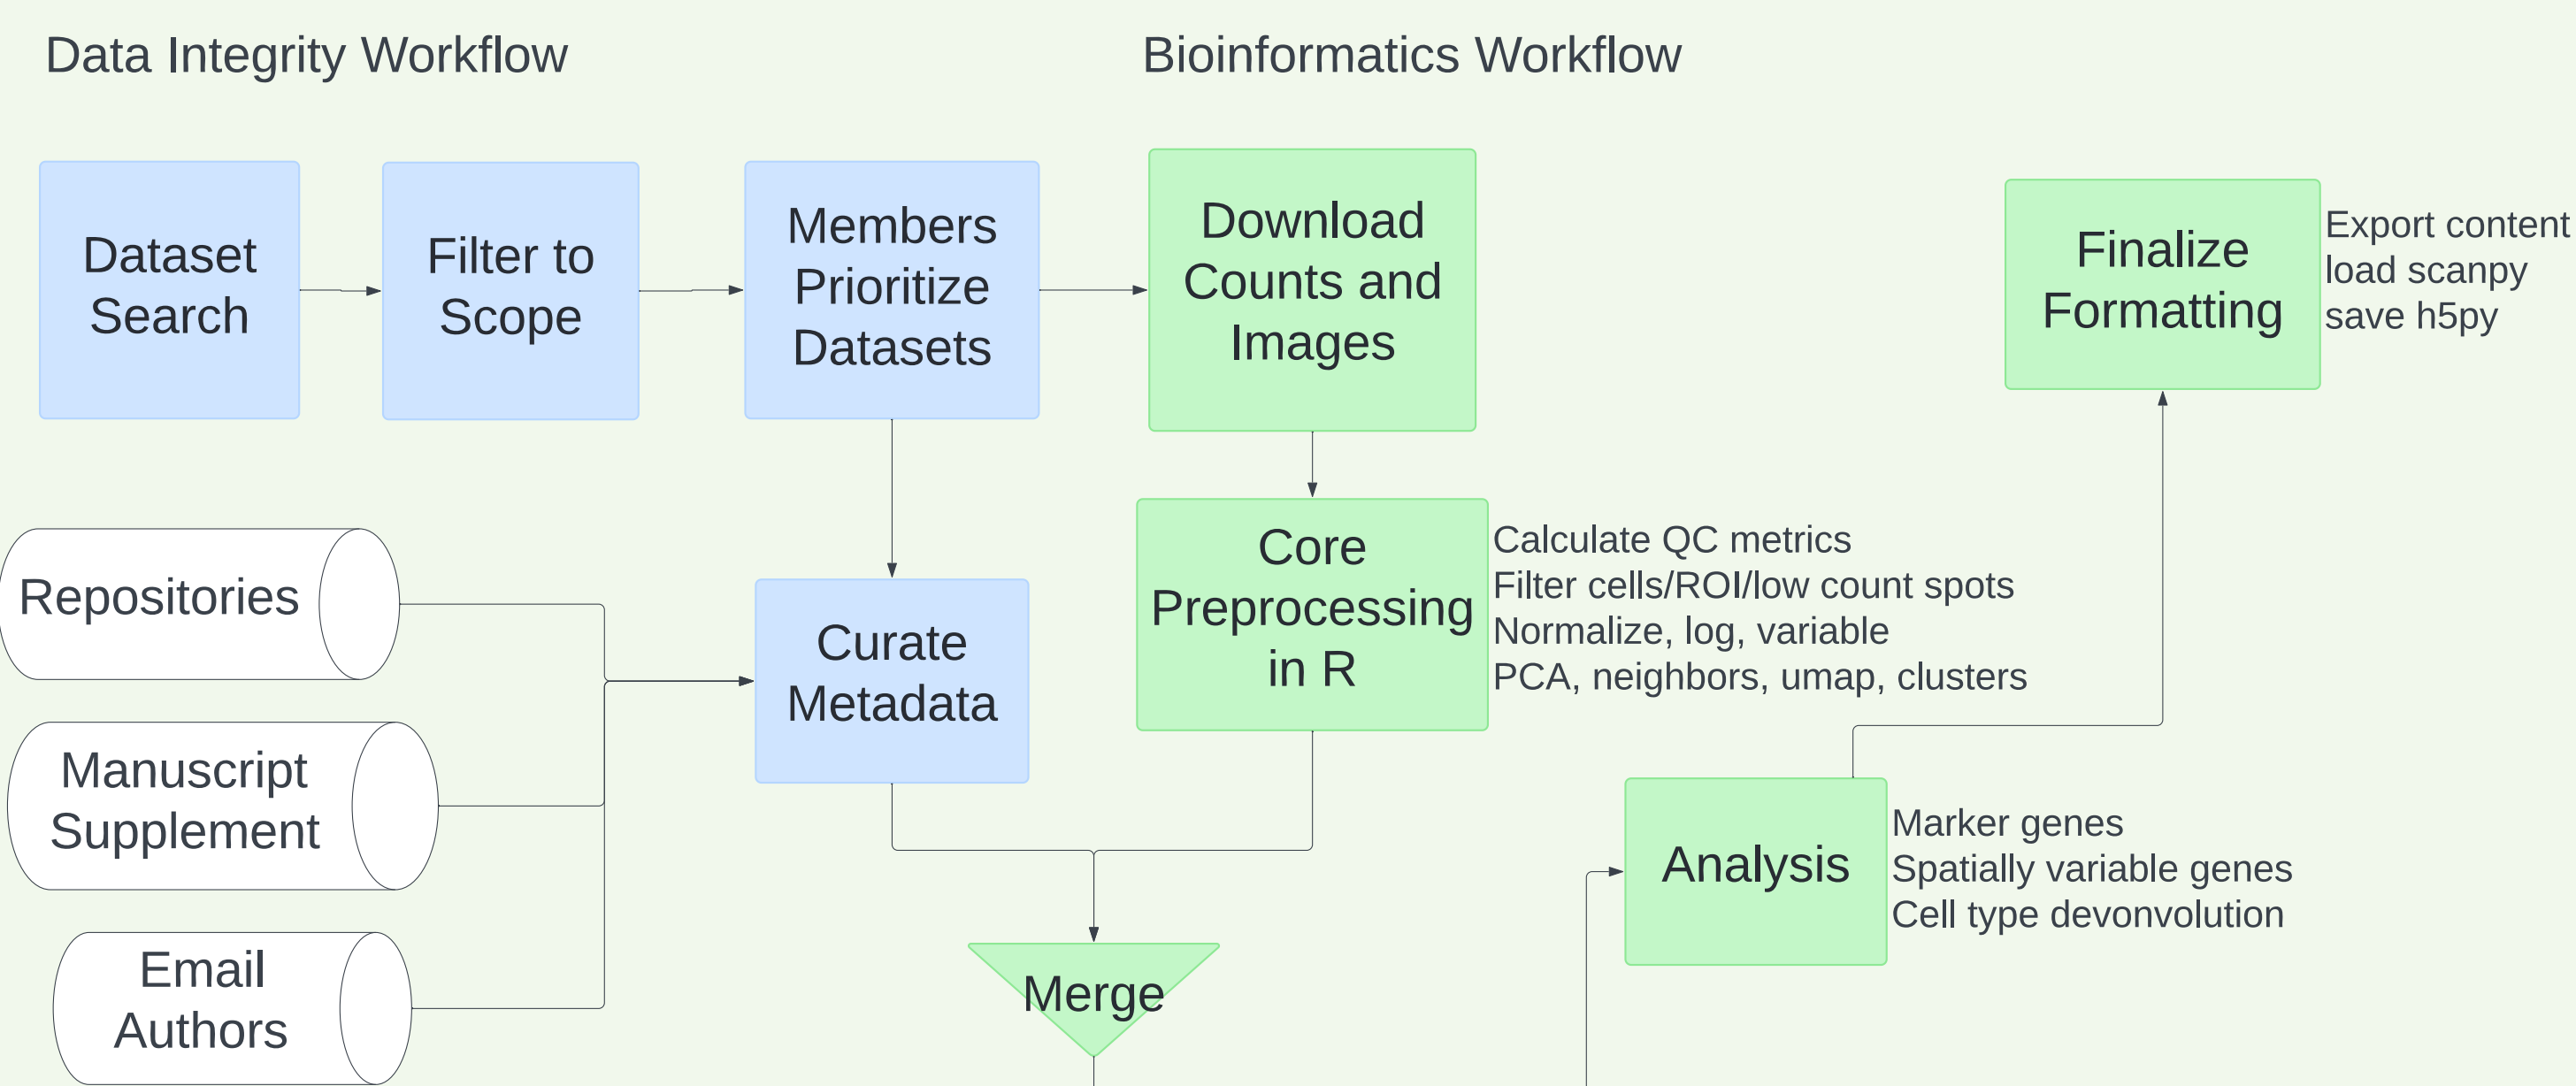 Data Integrity Workflow
Bioinformatics Workflow
Dataset
Search
Filter to
Scope
Members
Prioritize
Datasets
Download
Counts and
Images
Finalize
Formatting
Export content
load scanpy
save h5py
Repositories
Manuscript
Supplement
Email
Authors
Curate
Metadata
Core
Preprocessing
in R
Calculate QC metrics
Filter cells/ROI/low count spots
Normalize, log, variable
PCA, neighbors, umap, clusters
Merge
Analysis
Marker genes
Spatially variable genes
Cell type devonvolution